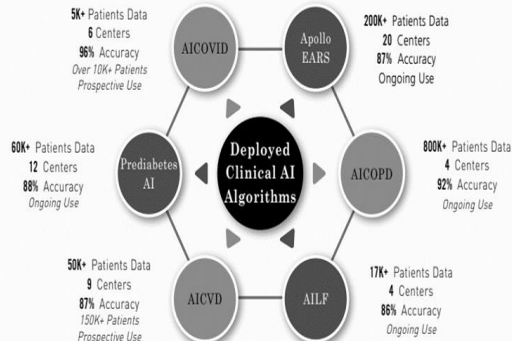 5K+ Patients Data
6 Centers
96% Accuracy
Over 10K+ Patients
Prospective Use
AICOVID
Apollo
EARS
200K+ Patients Data
20 Centers
87% Accuracy
Ongoing Use
60K+ Patients Data
12 Centers
88% Accuracy
Ongoing Use
Prediabetes
AI
Deployed
Clinical AI
Algorithms
AICOPD
800K+ Patients Data
4 Centers
92% Accuracy
Ongoing Use
50K+ Patients Data
9 Centers
87% Accuracy
150K+ Patients
Prospective Use
AICVD
AILF
17K+ Patients Data
4 Centers
86% Accuracy
Ongoing Use